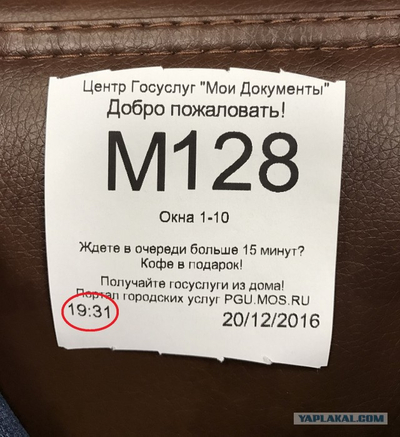 Центр Госуслуг "Мои Документы"
Добро пожаловать!
М128
Окна 1-10
Ждете в очереди больше 15 минут?
Кофе в подарок!
Получайте госуслуги из дома!
Портал городских услуг PGU.MOS.RU
19:31
20/12/2016
YAPLAKAL.COM